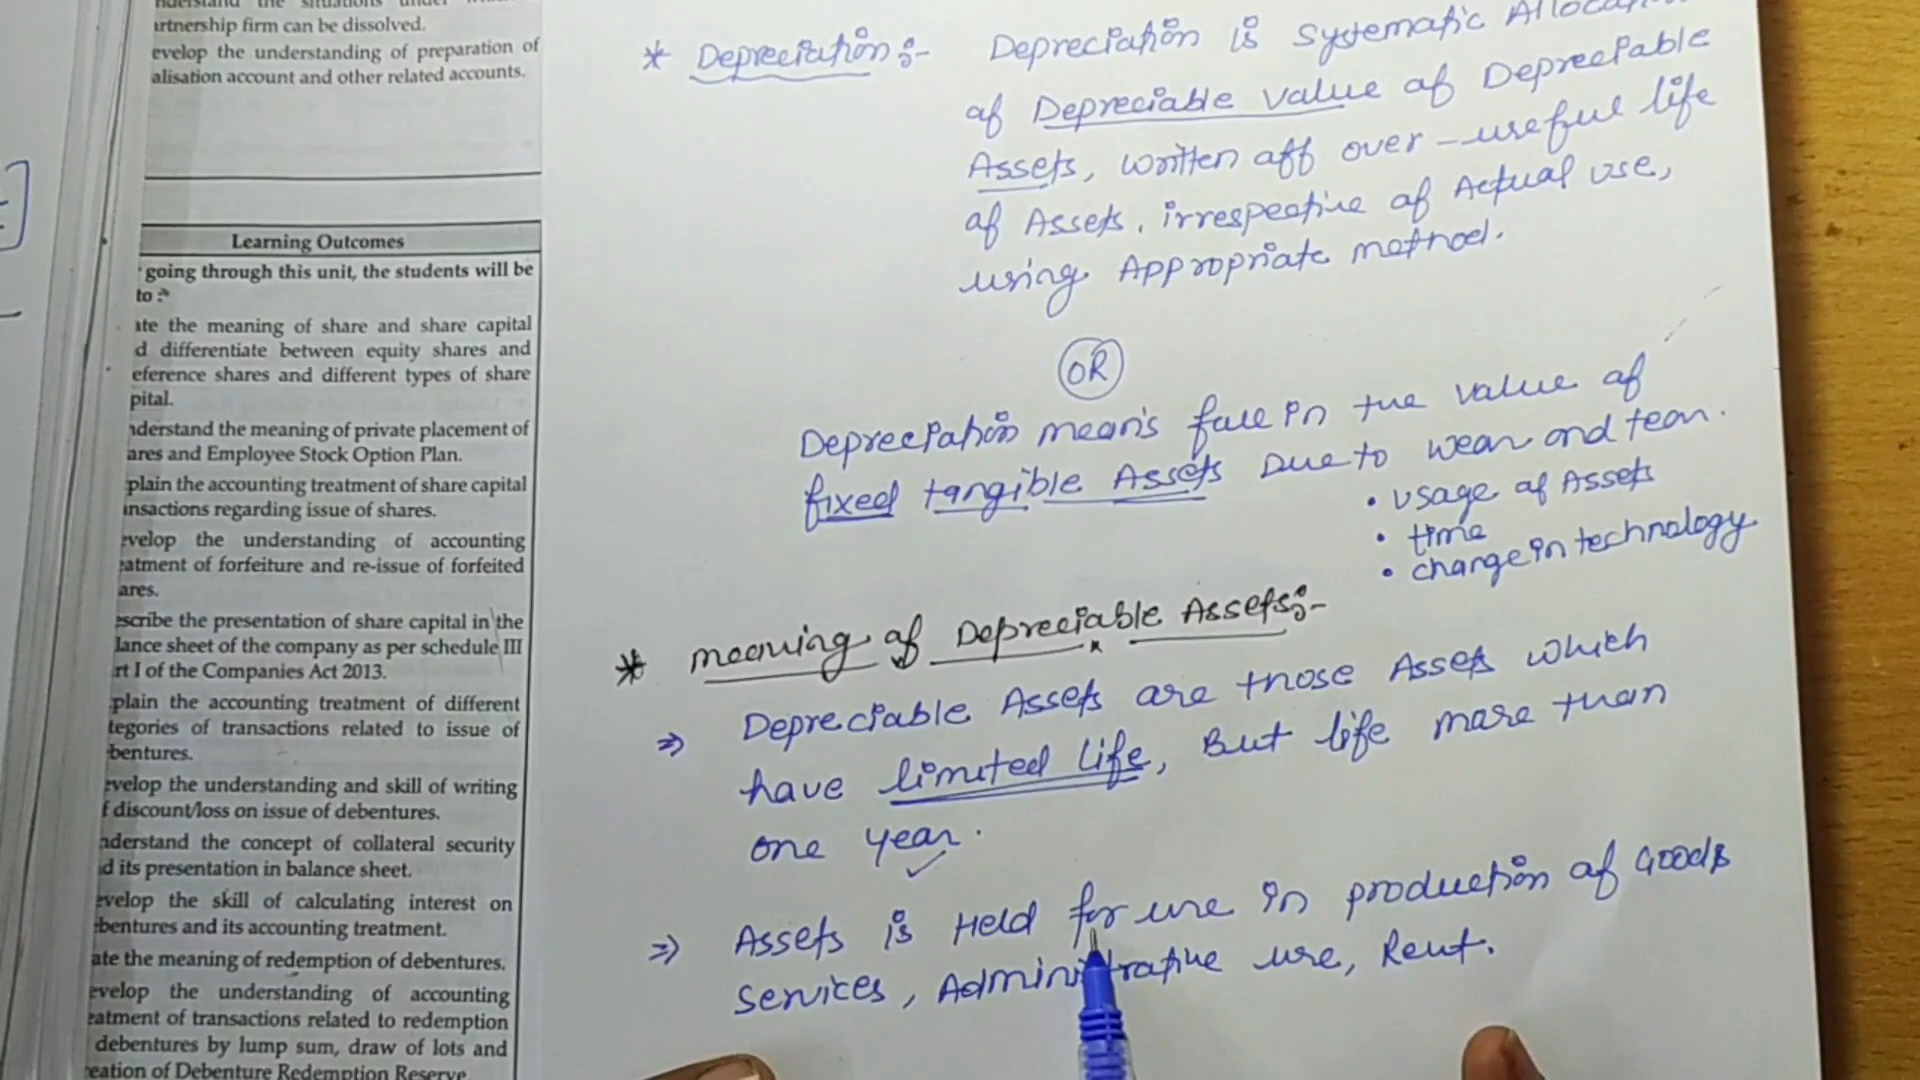 artnership firm can be dissolved.
evelop the understanding of preparation of
alisation account and other related accounts.
Learning Outcomes
going through this unit, the students will be
to :-
ate the meaning of share and share capital
d differentiate between equity shares and
eference shares and different types of share
pital.
nderstand the meaning of private placement of
ares and Employee Stock Option Plan.
plain the accounting treatment of share capital
insactions regarding issue of shares.
evelop the understanding of accounting
eatment of forfeiture and re-issue of forfeited
ares.
escribe the presentation of share capital in the
lance sheet of the company as per schedule III
rt I of the Companies Act 2013.
plain the accounting treatment of different
tegories of transactions related to issue of
bentures.
evelop the understanding and skill of writing
f discount/loss on issue of debentures.
nderstand the concept of collateral security
d its presentation in balance sheet.
evelop the skill of calculating interest on
ebentures and its accounting treatment.
ate the meaning of redemption of debentures.
evelop the understanding of accounting
eatment of transactions related to redemption
debentures by lump sum, draw of lots and
reation of Debenture Redemption Reserve
* Depreciation :- Depreciation is Systematic
of Depreciable value of Depreciable
Assets, written off over - useful life
of Assets, irrespective of Actual use,
using Appropriate method.
OR
Depreciation mean's fall in the value of
fixed tangible Assets Due to wear and tear.
• usage of Assets
• time
• change in technology
* meaning of Depreciable Assets:-
⇒ Depreciable Assets are those Assets which
have limited life, But life more than
one year.
⇒ Assets is Held for use in production of Goods
Services, Administrative use, Rent.